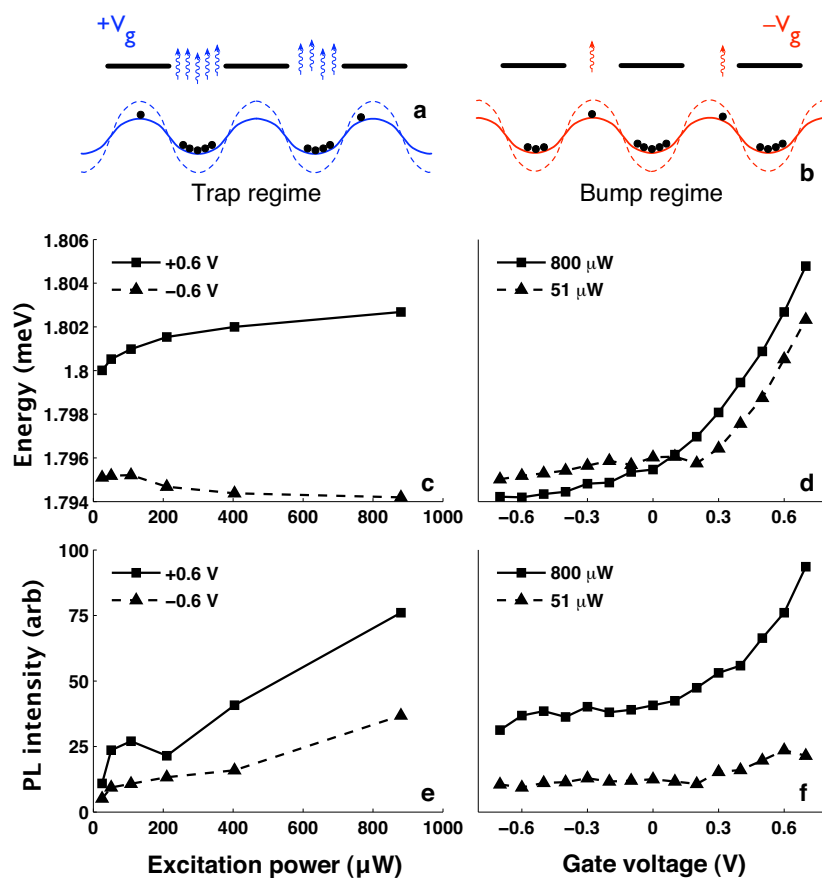 +Vg
−Vg
a
b
Trap regime
Bump regime
1.806
1.804
1.802
1.8
1.798
1.796
1.794
Energy (meV)
+0.6 V
−0.6 V
c
0
200
400
600
800
1000
800 µW
51 µW
d
−0.6
−0.3
0
0.3
0.6
100
75
50
25
0
PL intensity (arb)
+0.6 V
−0.6 V
e
0
200
400
600
800
1000
Excitation power (µW)
800 µW
51 µW
f
−0.6
−0.3
0
0.3
0.6
Gate voltage (V)